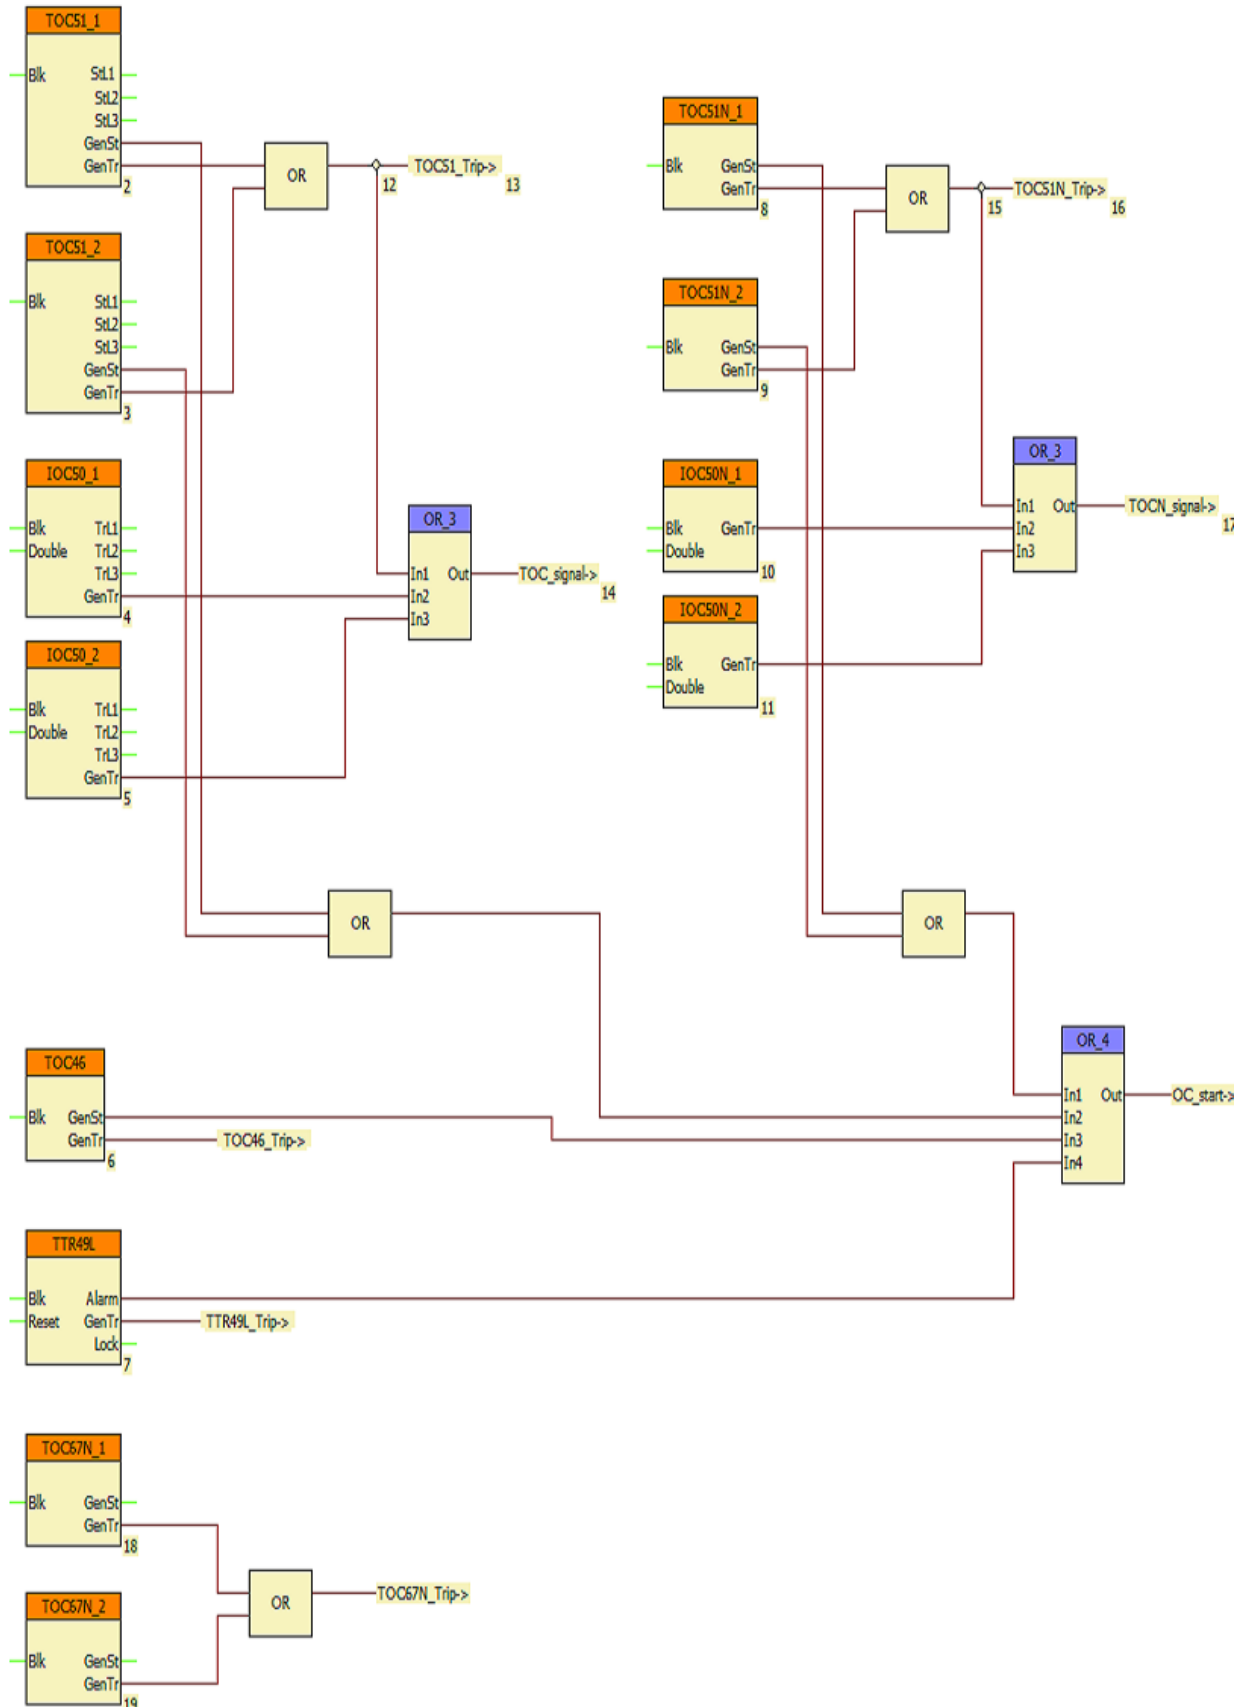 TOC51_1
Blk StL1
StL2
StL3
GenSt
GenTr
2
OR
12
TOC51_Trip->
13
TOC51_2
Blk StL1
StL2
StL3
GenSt
GenTr
3
IOC50_1
Blk TrL1
Double TrL2
TrL3
GenTr
4
IOC50_2
Blk TrL1
Double TrL2
TrL3
GenTr
5
OR_3
In1 Out
In2
In3
TOC_signal->
14
OR
TOC51N_1
Blk GenSt
GenTr
8
OR
15
TOC51N_Trip->
16
TOC51N_2
Blk GenSt
GenTr
9
IOC50N_1
Blk GenTr
Double
10
IOC50N_2
Blk GenTr
Double
11
OR_3
In1 Out
In2
In3
TOCN_signal->
17
OR
OR_4
In1 Out
In2
In3
In4
OC_start->
TOC46
Blk GenSt
GenTr
6
TOC46_Trip->
TTR49L
Blk Alarm
Reset GenTr
Lock
7
TTR49L_Trip->
TOC67N_1
Blk GenSt
GenTr
18
OR
TOC67N_Trip->
TOC67N_2
Blk GenSt
GenTr
19